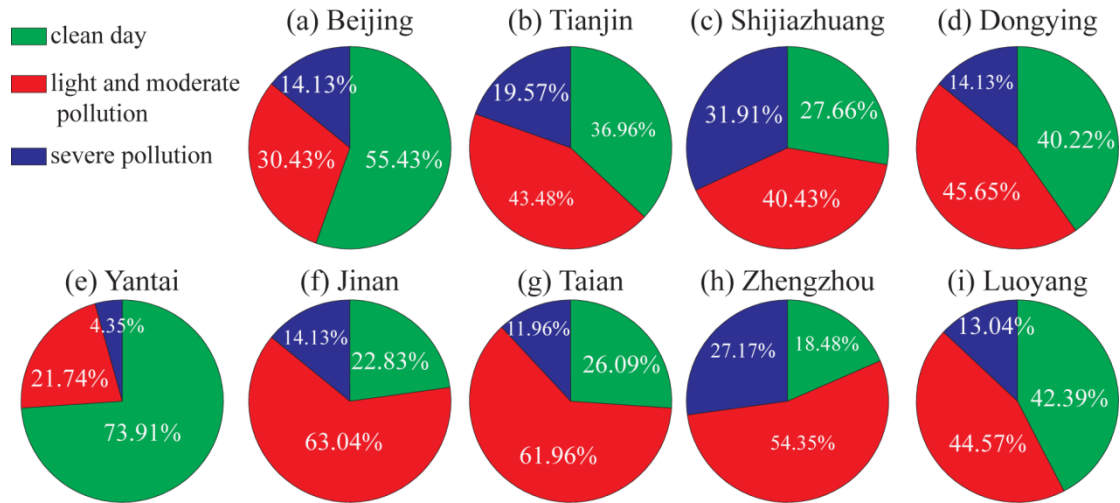 clean day
light and moderate
pollution
severe pollution
(a) Beijing
14.13%
30.43%
55.43%
(b) Tianjin
19.57%
36.96%
43.48%
(c) Shijiazhuang
31.91%
27.66%
40.43%
(d) Dongying
14.13%
40.22%
45.65%
(e) Yantai
4.35%
21.74%
73.91%
(f) Jinan
14.13%
22.83%
63.04%
(g) Taian
11.96%
26.09%
61.96%
(h) Zhengzhou
27.17%
18.48%
54.35%
(i) Luoyang
13.04%
42.39%
44.57%